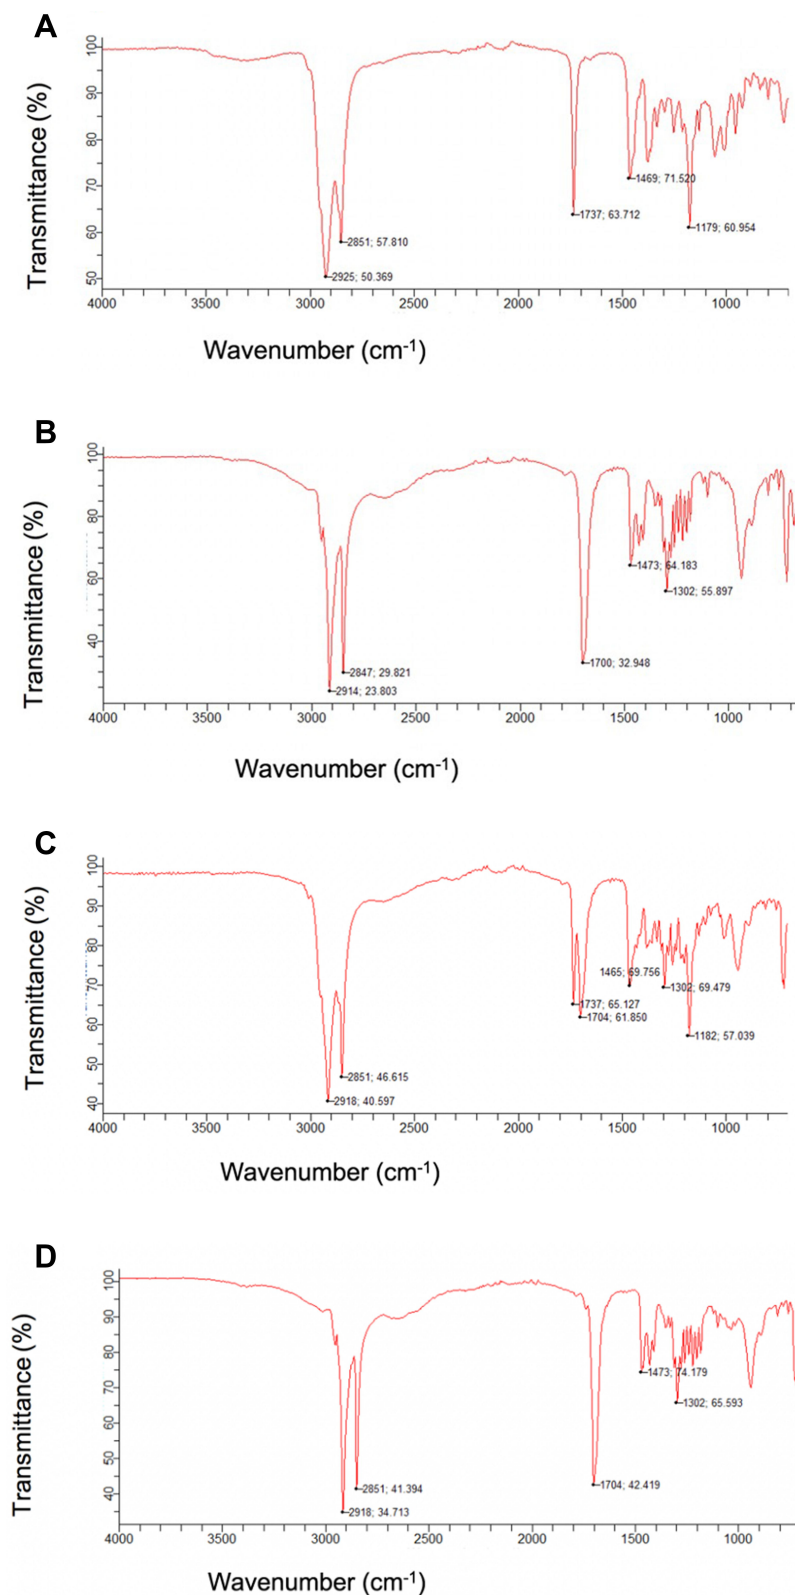 A
Transmittance (%)
100
90
80
70
60
50
2851; 57.810
2925; 50.369
1737; 63.712
1469; 71.520
1179; 60.954
4000 3500 3000 2500 2000 1500 1000
Wavenumber (cm-1)
B
Transmittance (%)
100
80
60
40
2847; 29.821
2914; 23.803
1700; 32.948
1473; 64.183
1302; 55.897
4000 3500 3000 2500 2000 1500 1000
Wavenumber (cm-1)
C
Transmittance (%)
100
90
80
70
60
50
40
2851; 46.615
2918; 40.597
1737; 65.127
1704; 61.850
1465; 69.756
1302; 69.479
1182; 57.039
4000 3500 3000 2500 2000 1500 1000
Wavenumber (cm-1)
D
Transmittance (%)
100
90
80
70
60
50
40
2851; 41.394
2918; 34.713
1704; 42.419
1473; 74.179
1302; 65.593
4000 3500 3000 2500 2000 1500 1000
Wavenumber (cm-1)